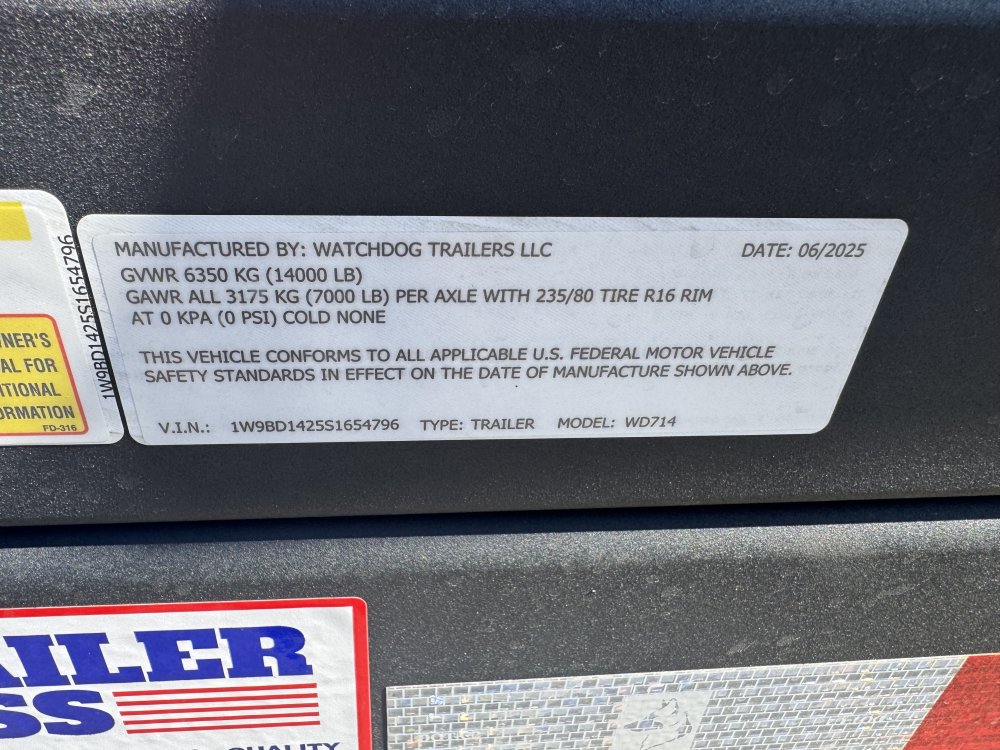 MANUFACTURED BY: WATCHDOG TRAILERS LLC DATE: 06/2025
GVWR 6350 KG (14000 LB)
GAWR ALL 3175 KG (7000 LB) PER AXLE WITH 235/80 TIRE R16 RIM
AT 0 KPA (0 PSI) COLD NONE
THIS VEHICLE CONFORMS TO ALL APPLICABLE U.S. FEDERAL MOTOR VEHICLE
SAFETY STANDARDS IN EFFECT ON THE DATE OF MANUFACTURE SHOWN ABOVE.
V.I.N.: 1W9BD1425S1654796 TYPE: TRAILER MODEL: WD714
1W9BD1425S1654796
NER'S
AL FOR
ITIONAL
ORMATION
FD-316
AILER
SS
QUALITY